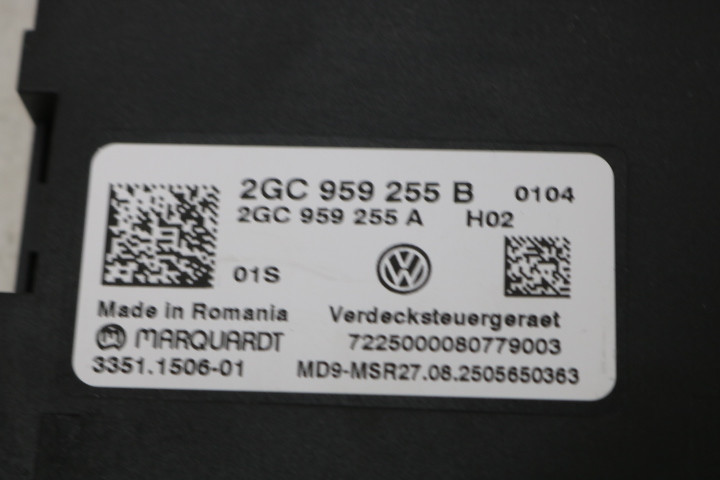 2GC 959 255 B 0104
2GC 959 255 A H02
01S
Made in Romania Verdecksteuergeraet
MARQUARDT 7225000080779003
3351.1506-01 MD9-MSR27.08.2505650363